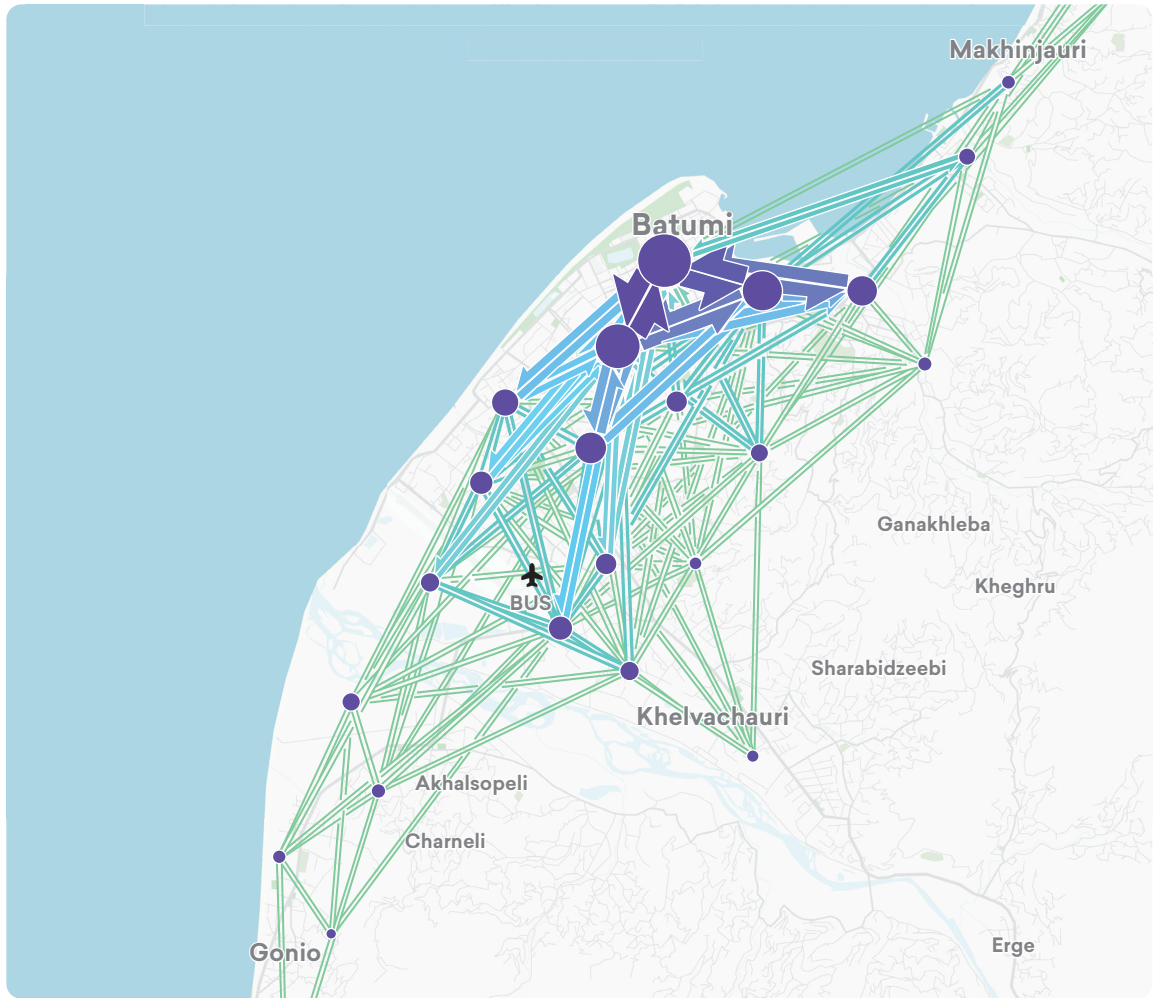 Makhinjauri
Batumi
Ganakhleba
Kheghru
BUS
Sharabidzeebi
Khelvachauri
Akhalsopeli
Charneli
Gonio
Erge